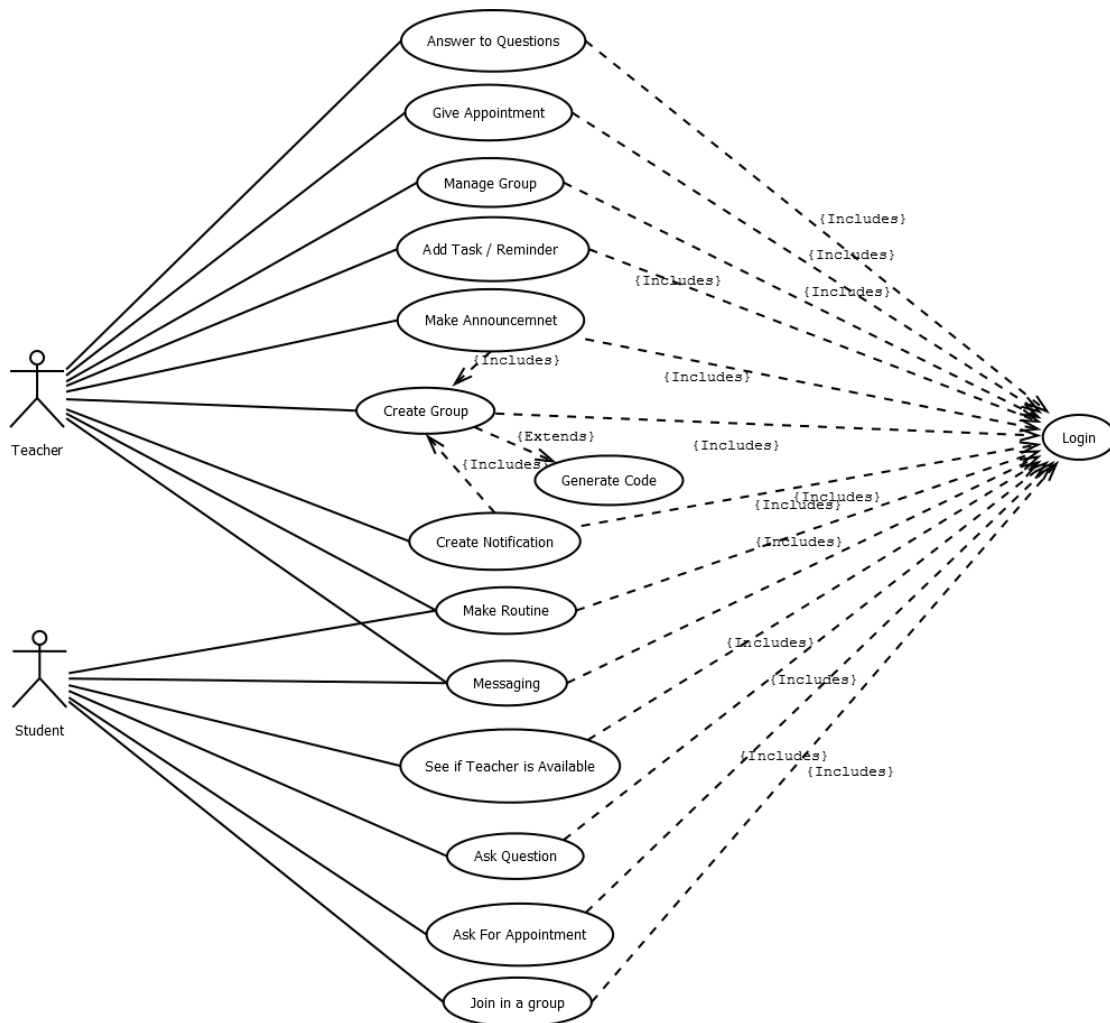 Answer to Questions
Give Appointment
Manage Group
{Includes}
Add Task / Reminder
{Includes}
{Includes}
{Includes}
Make Announcemnet
{Includes}
{Includes}
Teacher
Create Group
{Extends}
{Includes}
Login
{Includes}
Generate Code
{Includes}
{Includes}
Create Notification
{Includes}
Make Routine
{Includes}
Messaging
{Includes}
Student
See if Teacher is Available
{Includes}
{Includes}
Ask Question
Ask For Appointment
Join in a group